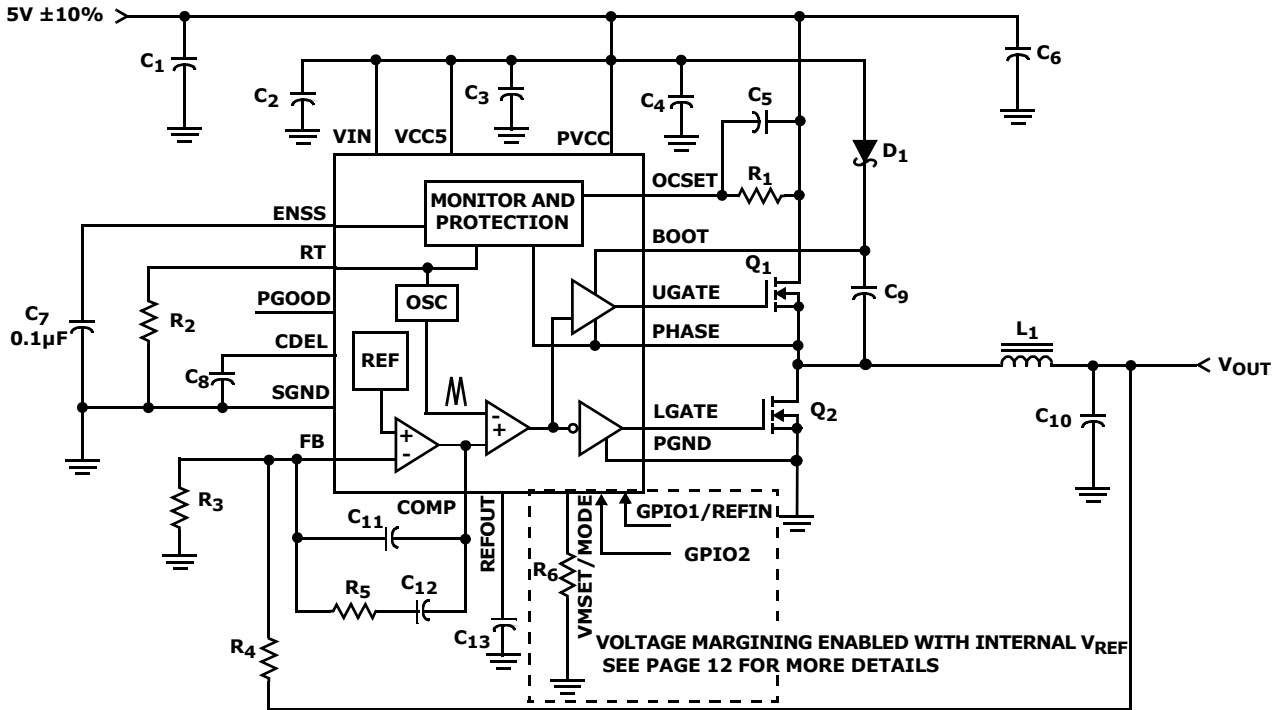 5V ±10%
C1
C2
C3
C4
C5
C6
VIN
VCC5
PVCC
D1
OCSET
R1
MONITOR AND
PROTECTION
ENSS
BOOT
RT
Q1
C9
OSC
UGATE
PGOOD
C7
0.1µF
R2
PHASE
L1
CDEL
REF
VOUT
C8
SGND
LGATE
Q2
C10
+
-
-
+
FB
PGND
R3
COMP
REFOUT
VMSET/MODE
GPIO1/REFIN
GPIO2
C11
R6
R5
C12
C13
R4
VOLTAGE MARGINING ENABLED WITH INTERNAL VREF
SEE PAGE 12 FOR MORE DETAILS